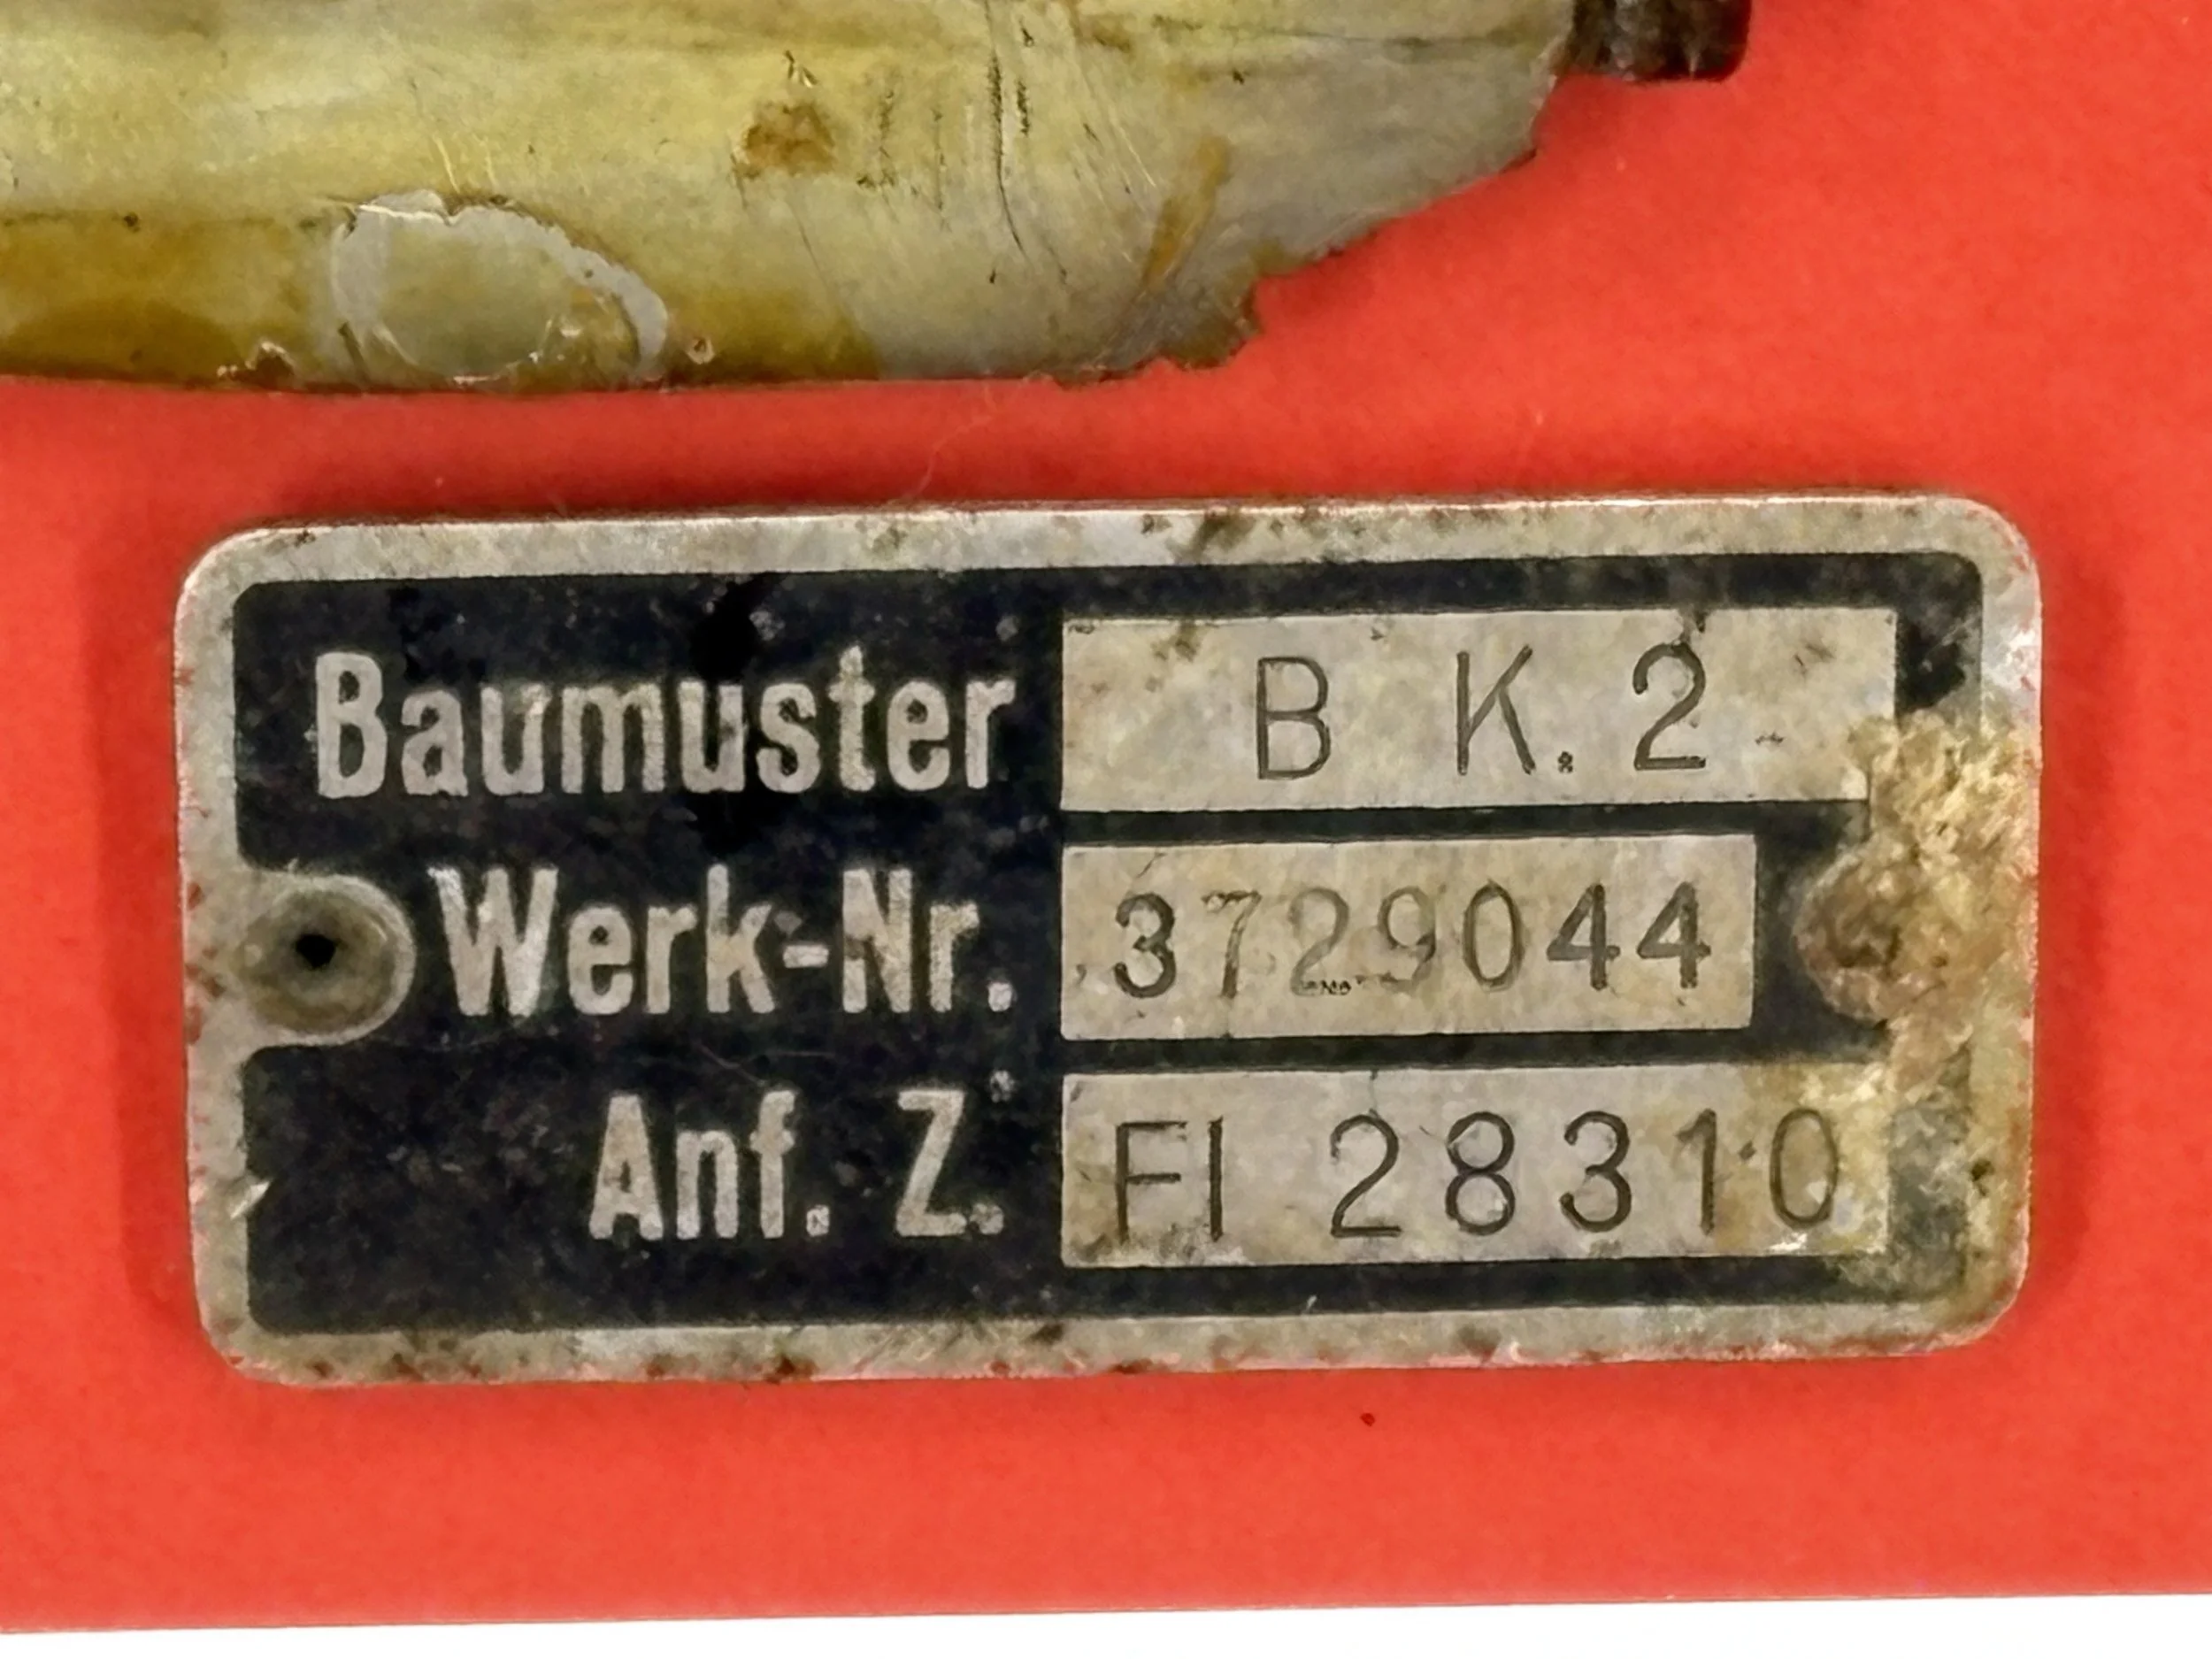 Baumuster B K.2
Werk-Nr. 3729044
Anf. Z. Fl 28310